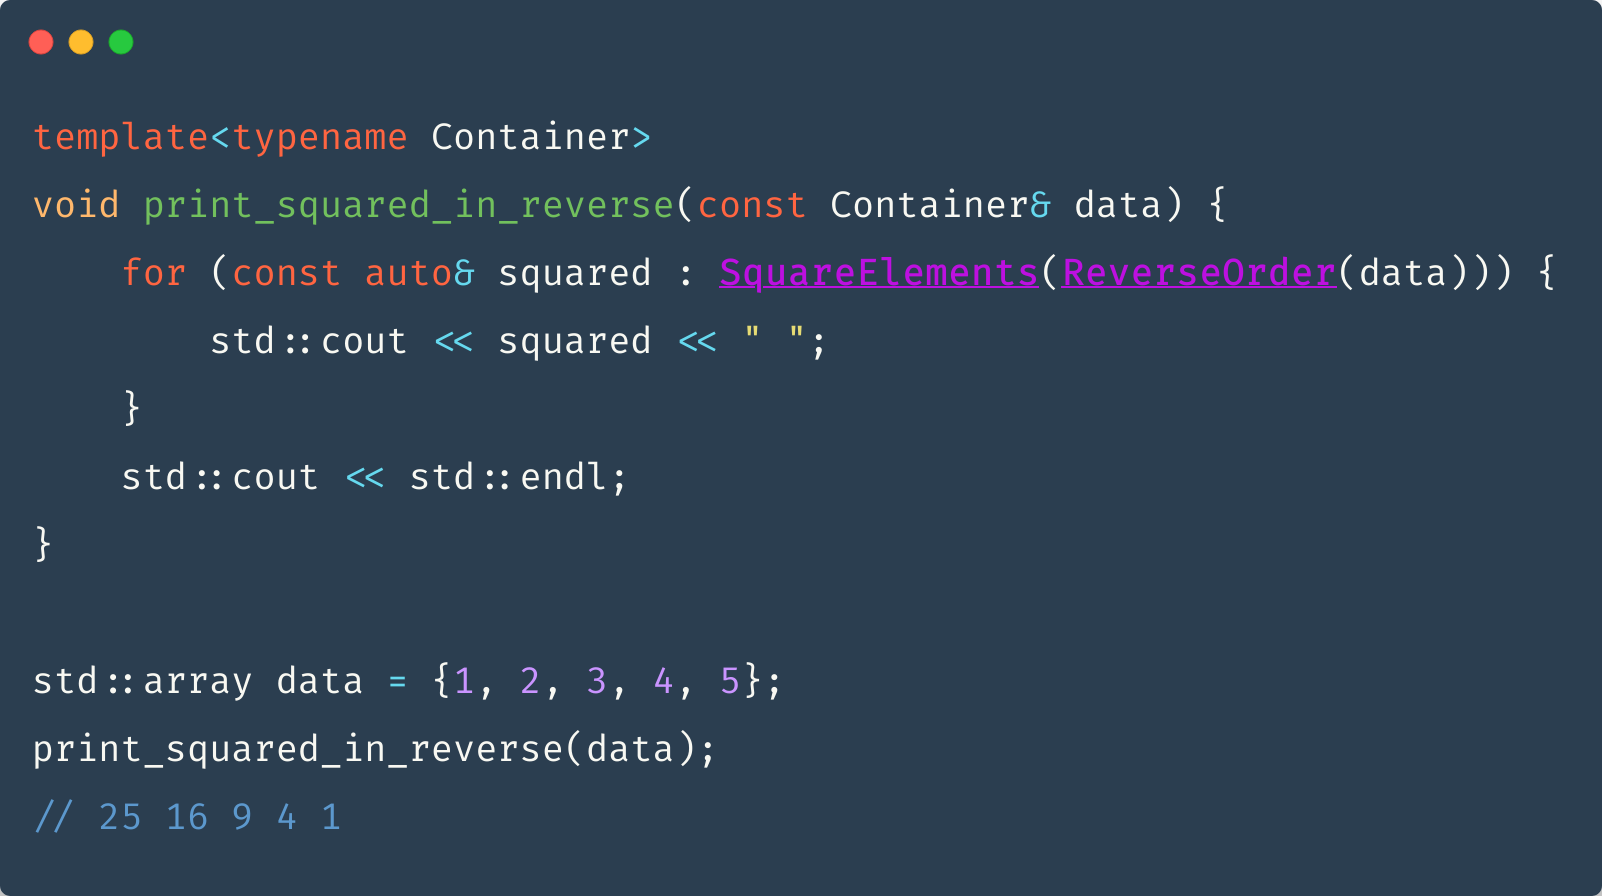 template<typename Container>
void print_squared_in_reverse(const Container& data) {
    for (const auto& squared : SquareElements(ReverseOrder(data))) {
        std::cout << squared << " ";
    }
    std::cout << std::endl;
}

std::array data = {1, 2, 3, 4, 5};
print_squared_in_reverse(data);
// 25 16 9 4 1